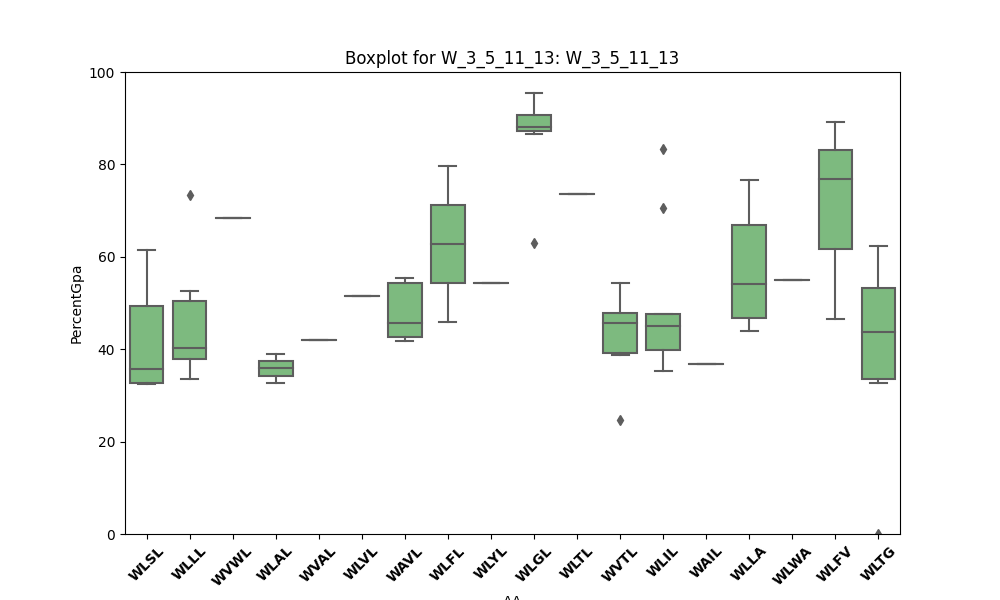 Boxplot for W_3_5_11_13: W_3_5_11_13
PercentGpa
100
80
60
40
20
0
WLSL
WLLL
WVWL
WLAL
WVAL
WLVL
WAVL
WLFL
WLYL
WLGL
WLTL
WVTL
WLIL
WAIL
WLLA
WLWA
WLFV
WLTG